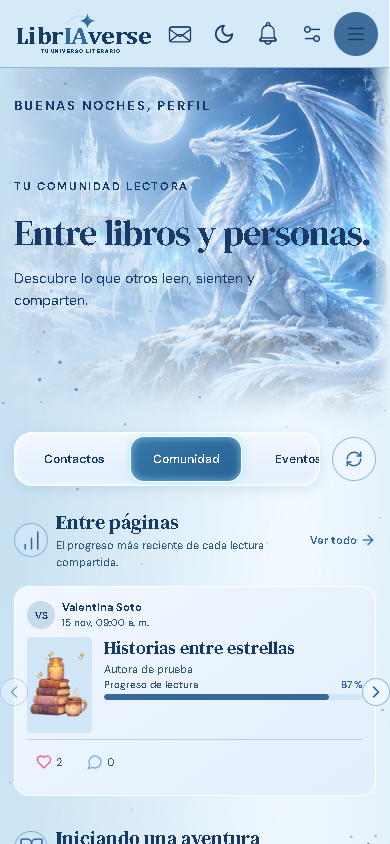 LibrIAverse
TU UNIVERSO LITERARIO
BUENAS NOCHES, PERFIL
TU COMUNIDAD LECTORA
Entre libros y personas.
Descubre lo que otros leen, sienten y
comparten.
Contactos Comunidad Eventos
Entre páginas
El progreso más reciente de cada lectura
compartida.
Ver todo
VS
Valentina Soto
15 nov, 09:00 a. m.
Historias entre estrellas
Autora de prueba
Progreso de lectura 87%
2 0
Iniciando una aventura